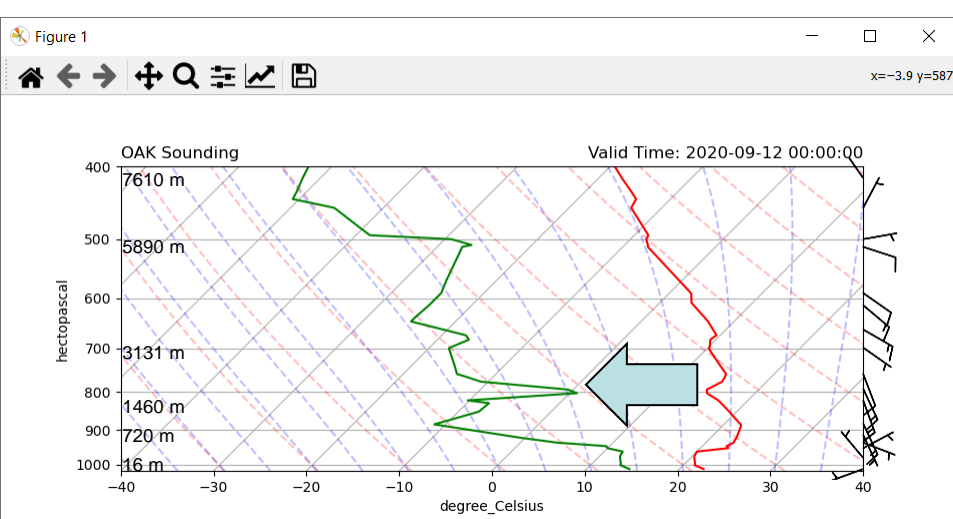 Figure 1
x=−3.9 y=587
OAK Sounding
Valid Time: 2020-09-12 00:00:00
400
7610 m
500
5890 m
600
hectopascal
700
3131 m
800
1460 m
900
720 m
1000
16 m
−40
−30
−20
−10
0
10
20
30
40
degree_Celsius